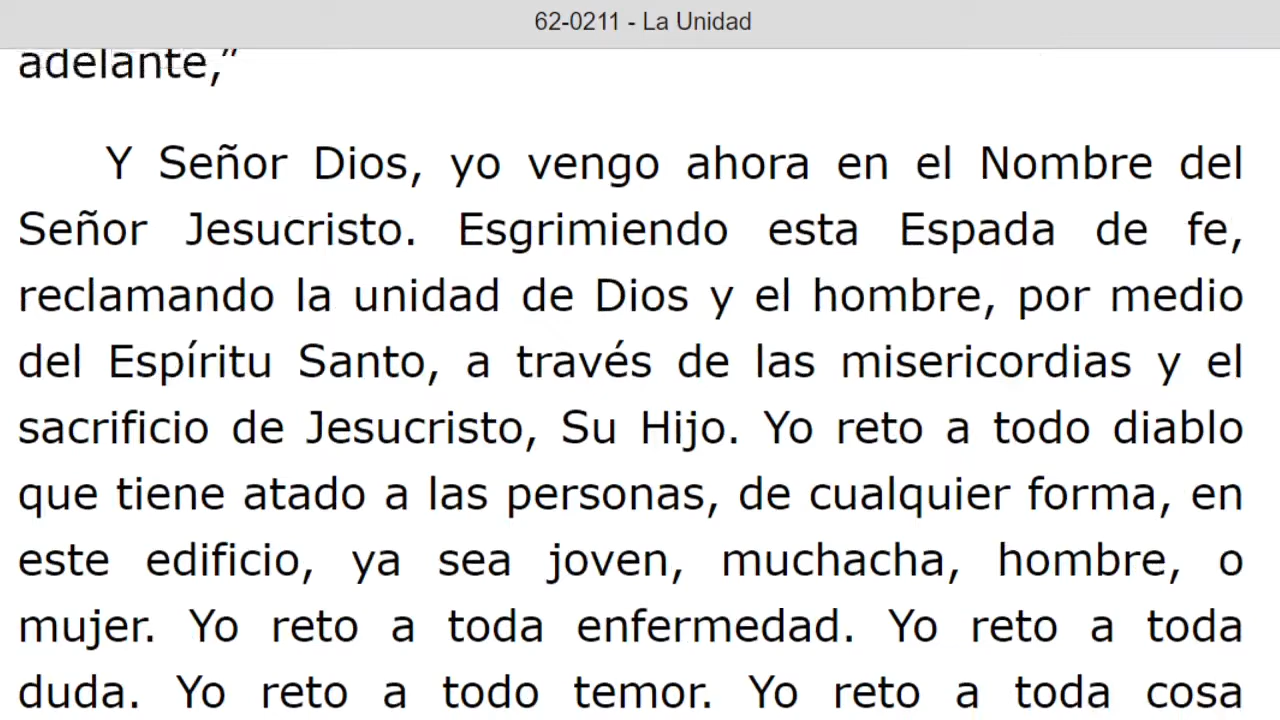 62-0211 - La Unidad
adelante,”
Y Señor Dios, yo vengo ahora en el Nombre del
Señor Jesucristo. Esgrimiendo esta Espada de fe,
reclamando la unidad de Dios y el hombre, por medio
del Espíritu Santo, a través de las misericordias y el
sacrificio de Jesucristo, Su Hijo. Yo reto a todo diablo
que tiene atado a las personas, de cualquier forma, en
este edificio, ya sea joven, muchacha, hombre, o
mujer. Yo reto a toda enfermedad. Yo reto a toda
duda. Yo reto a todo temor. Yo reto a toda cosa